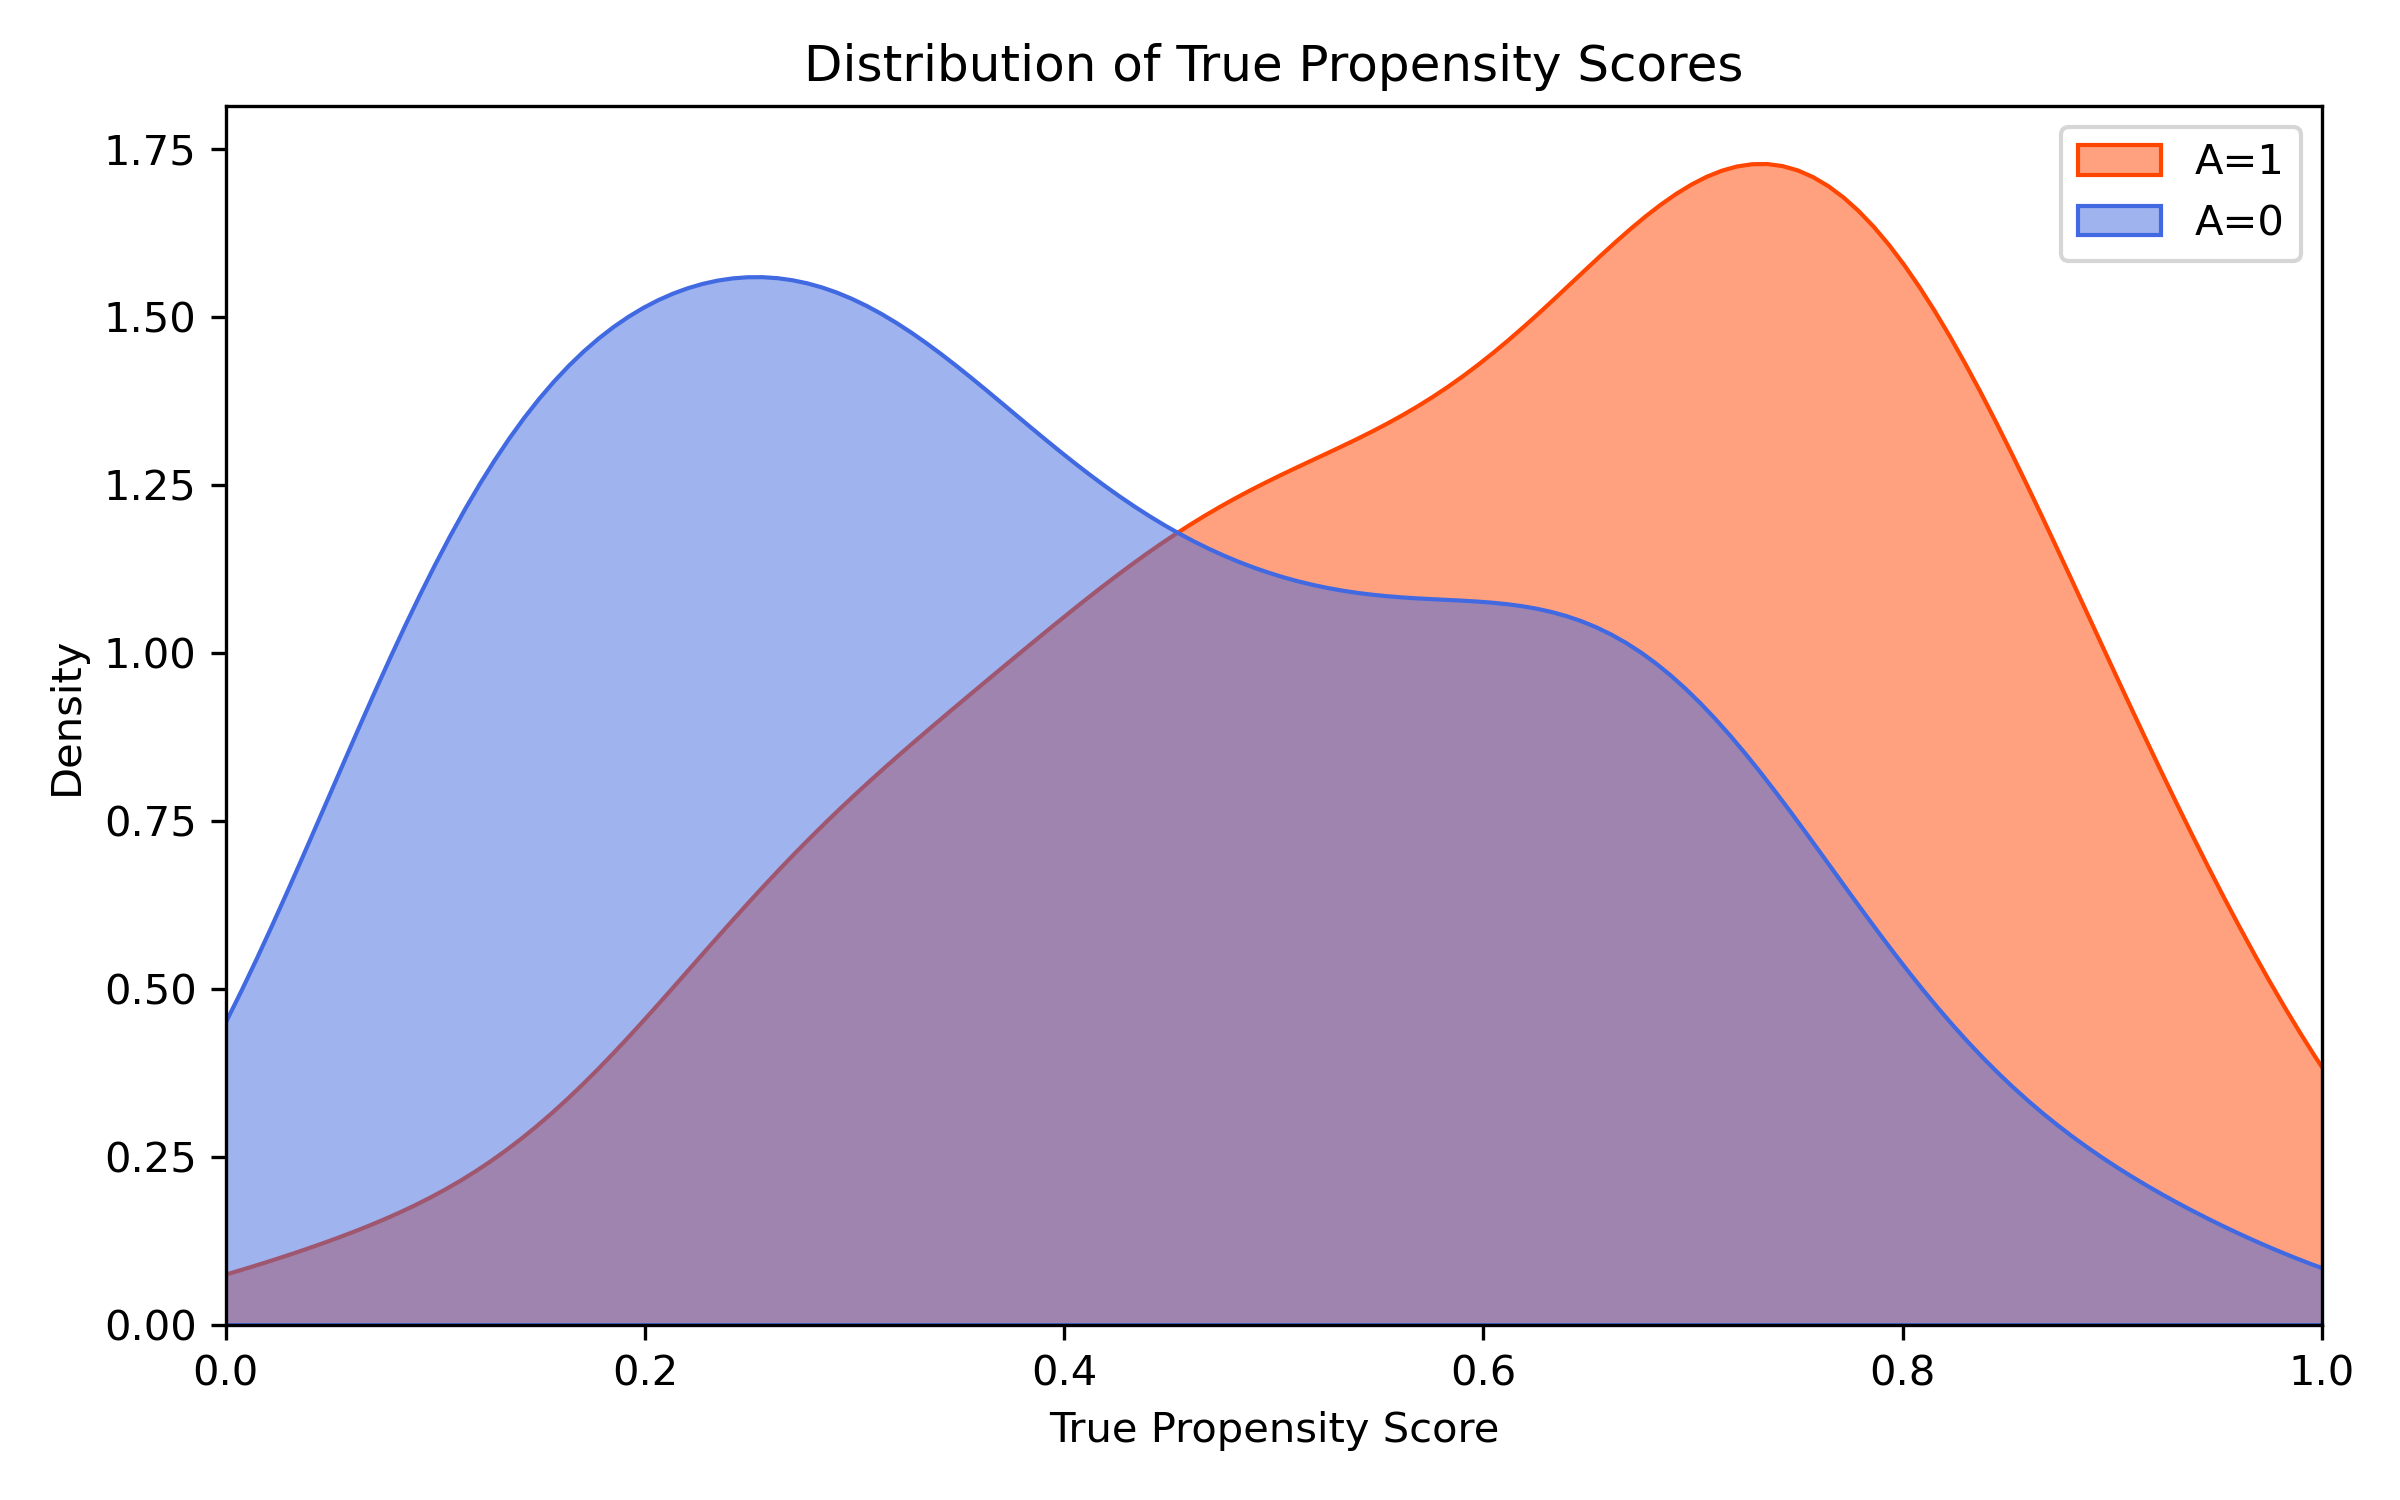 Distribution of True Propensity Scores
1.75
1.50
1.25
1.00
0.75
0.50
0.25
0.00
Density
A=1
A=0
0.0 0.2 0.4 0.6 0.8 1.0
True Propensity Score